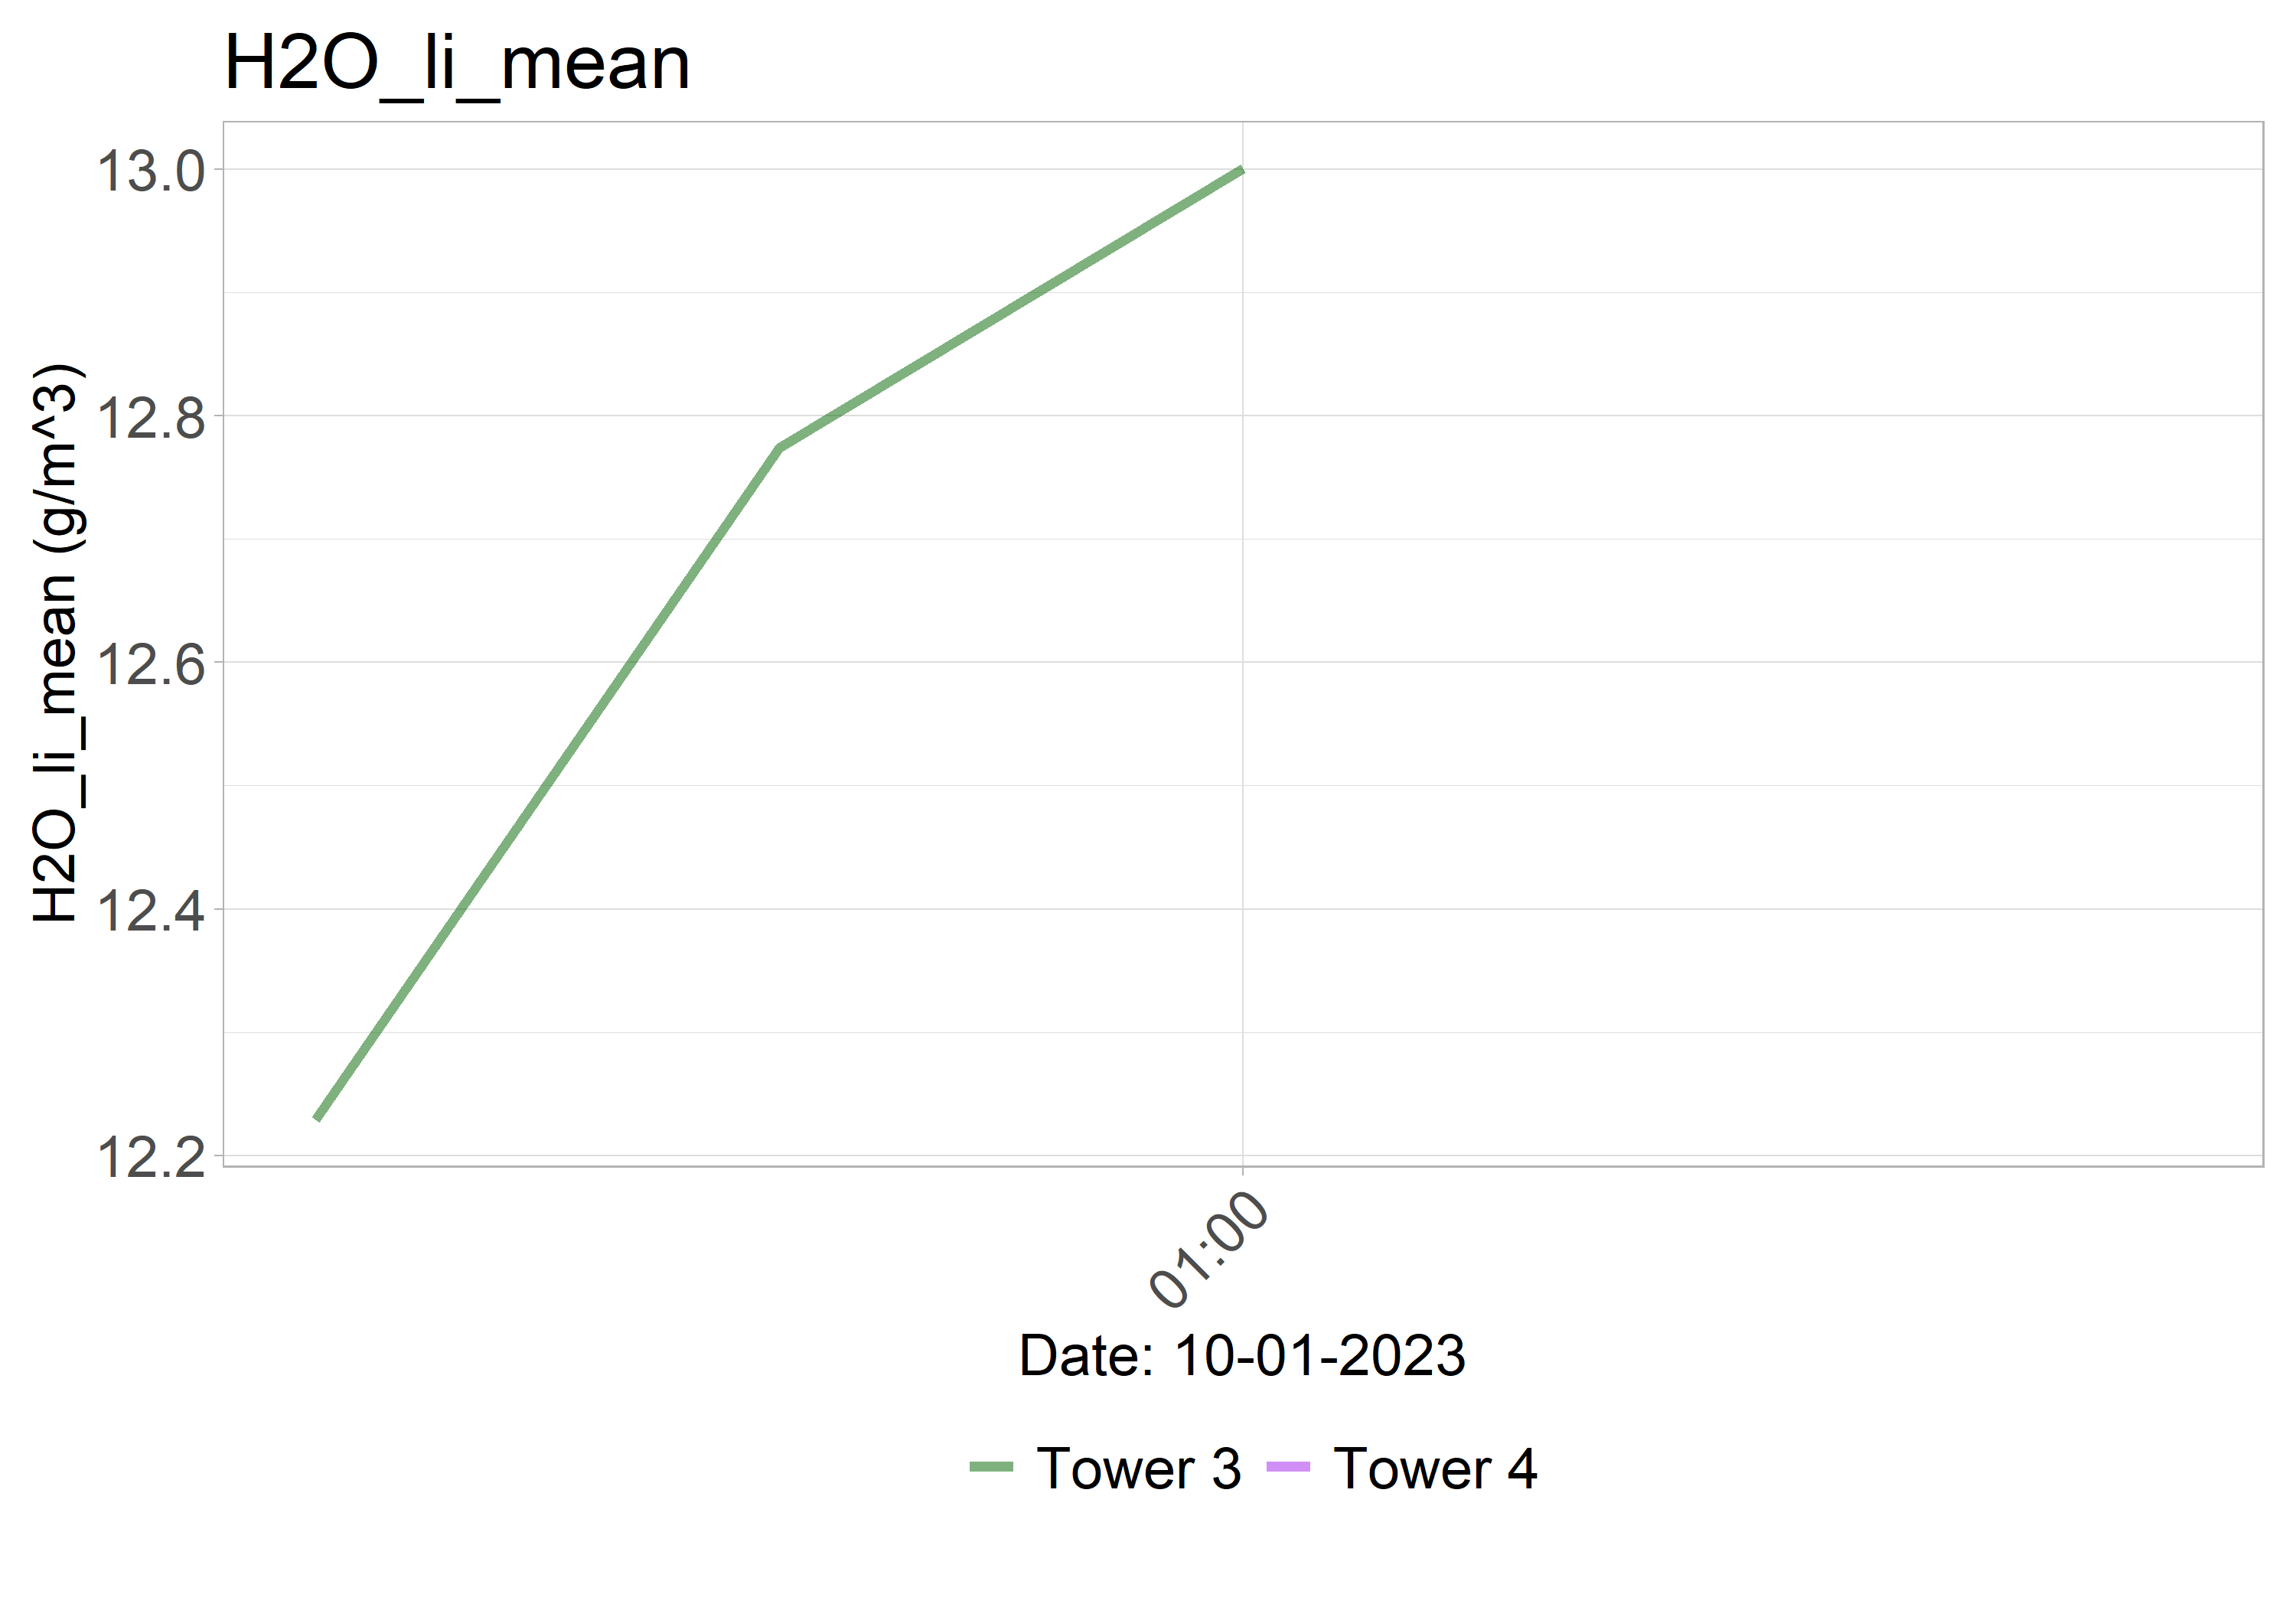 H2O_li_mean
H2O_li_mean (g/m^3)
13.0
12.8
12.6
12.4
12.2
01:00
Date: 10-01-2023
Tower 3 Tower 4